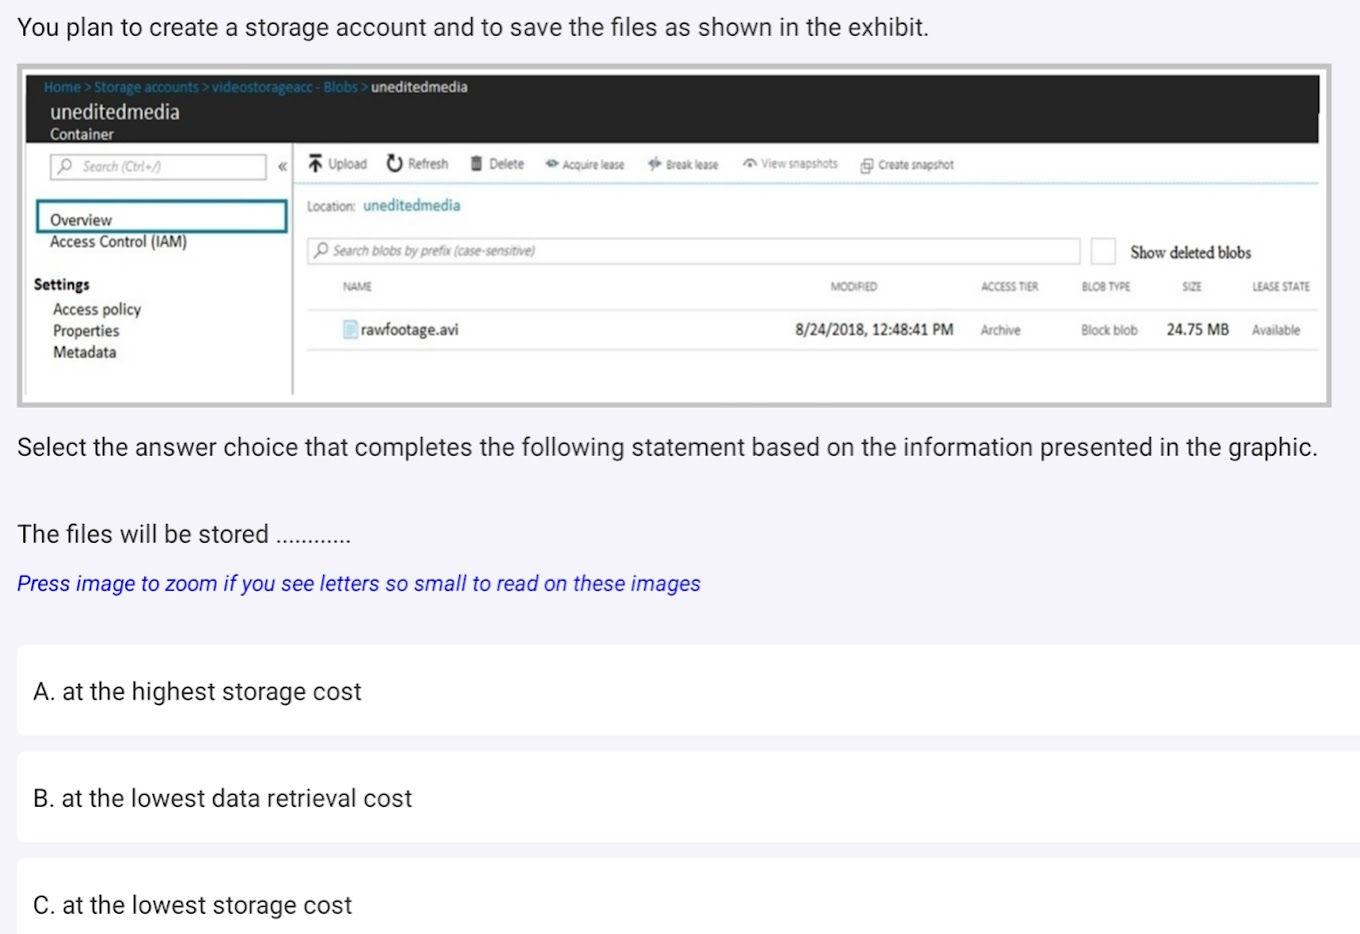 You plan to create a storage account and to save the files as shown in the exhibit.
Home > Storage accounts > videostorageacc - Blobs > uneditedmedia
uneditedmedia
Container
Search (Ctrl+/)
«
Upload Refresh Delete Acquire lease Break lease View snapshots Create snapshot
Overview
Access Control (IAM)
Settings
Access policy
Properties
Metadata
Location: uneditedmedia
Search blobs by prefix (case-sensitive)
Show deleted blobs
NAME MODIFIED ACCESS TIER BLOB TYPE SIZE LEASE STATE
rawfootage.avi 8/24/2018, 12:48:41 PM Archive Block blob 24.75 MB Available
Select the answer choice that completes the following statement based on the information presented in the graphic.
The files will be stored ............
Press image to zoom if you see letters so small to read on these images
A. at the highest storage cost
B. at the lowest data retrieval cost
C. at the lowest storage cost